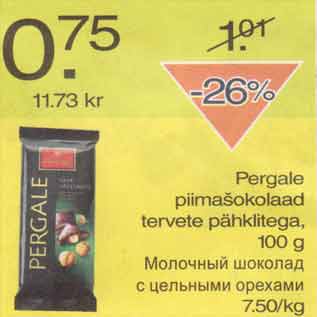 0.75
1.01
11.73 kr
-26%
PERGALE
Pergale
piimašokolaad
tervete pähklitega,
100 g
Молочный шоколад
с цельными орехами
7.50/kg